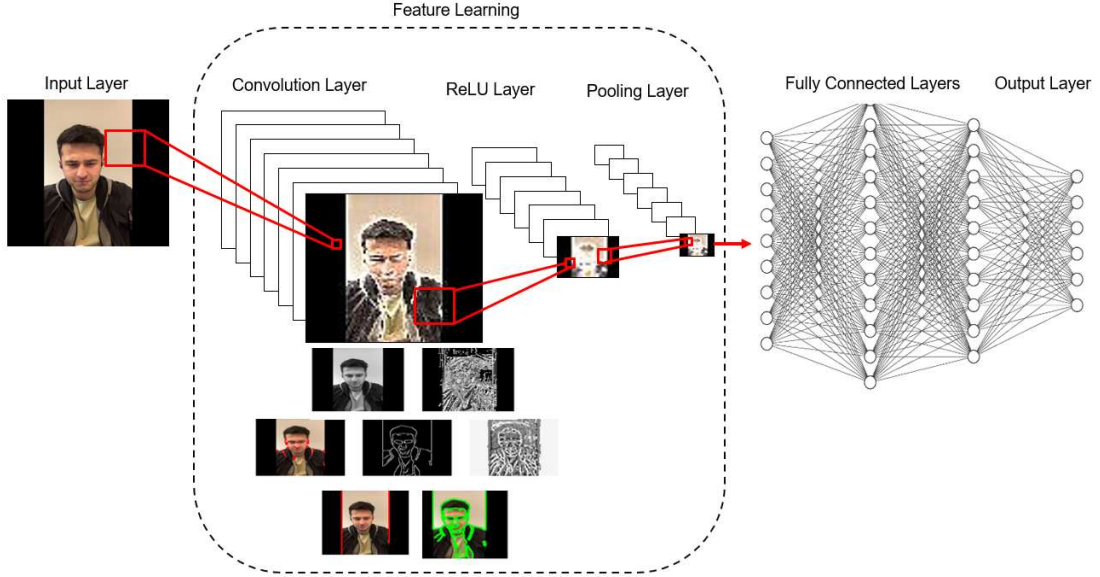 Feature Learning
Input Layer
Convolution Layer
ReLU Layer
Pooling Layer
Fully Connected Layers
Output Layer